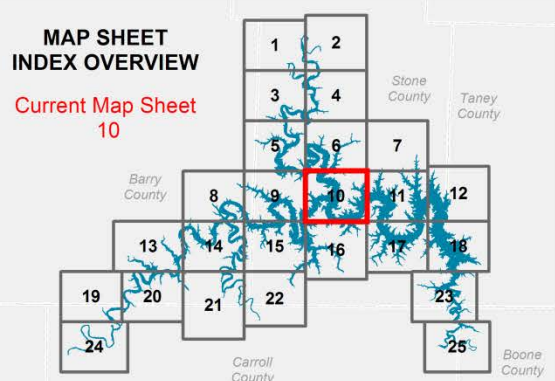 MAP SHEET
INDEX OVERVIEW
Current Map Sheet
10
1
2
3
4
Stone
County
Taney
County
5
6
7
Barry
County
8
9
10
11
12
13
14
15
16
17
18
19
20
21
22
23
24
25
Carroll
County
Boone
County